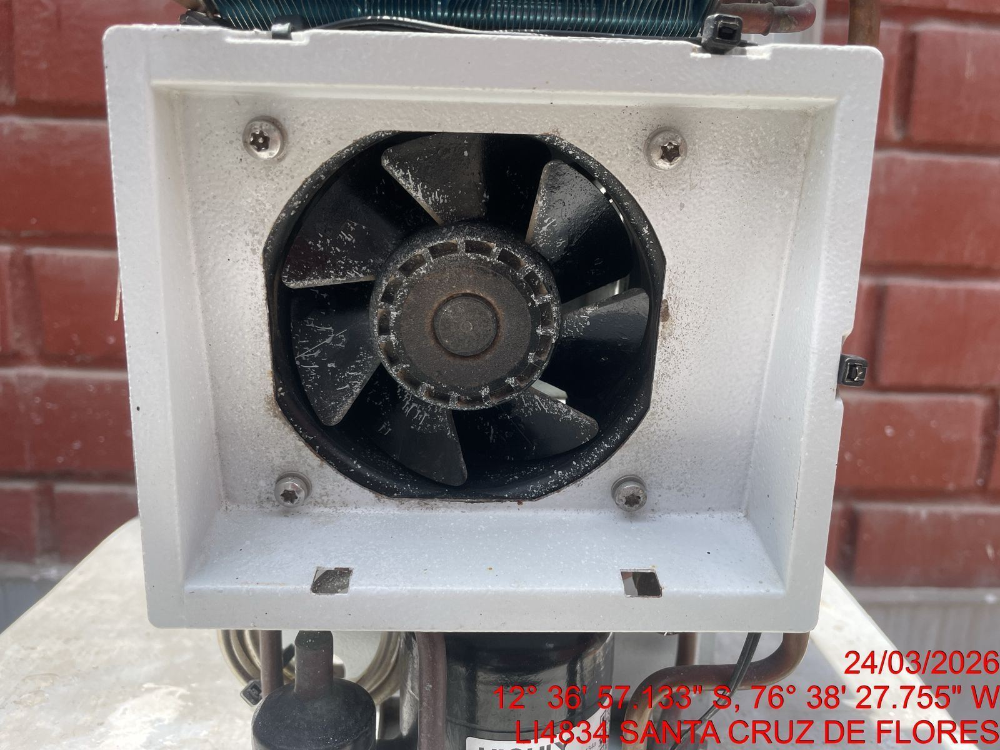 24/03/2026
12° 36' 57.133" S, 76° 38' 27.755" W
LI4834 SANTA CRUZ DE FLORES